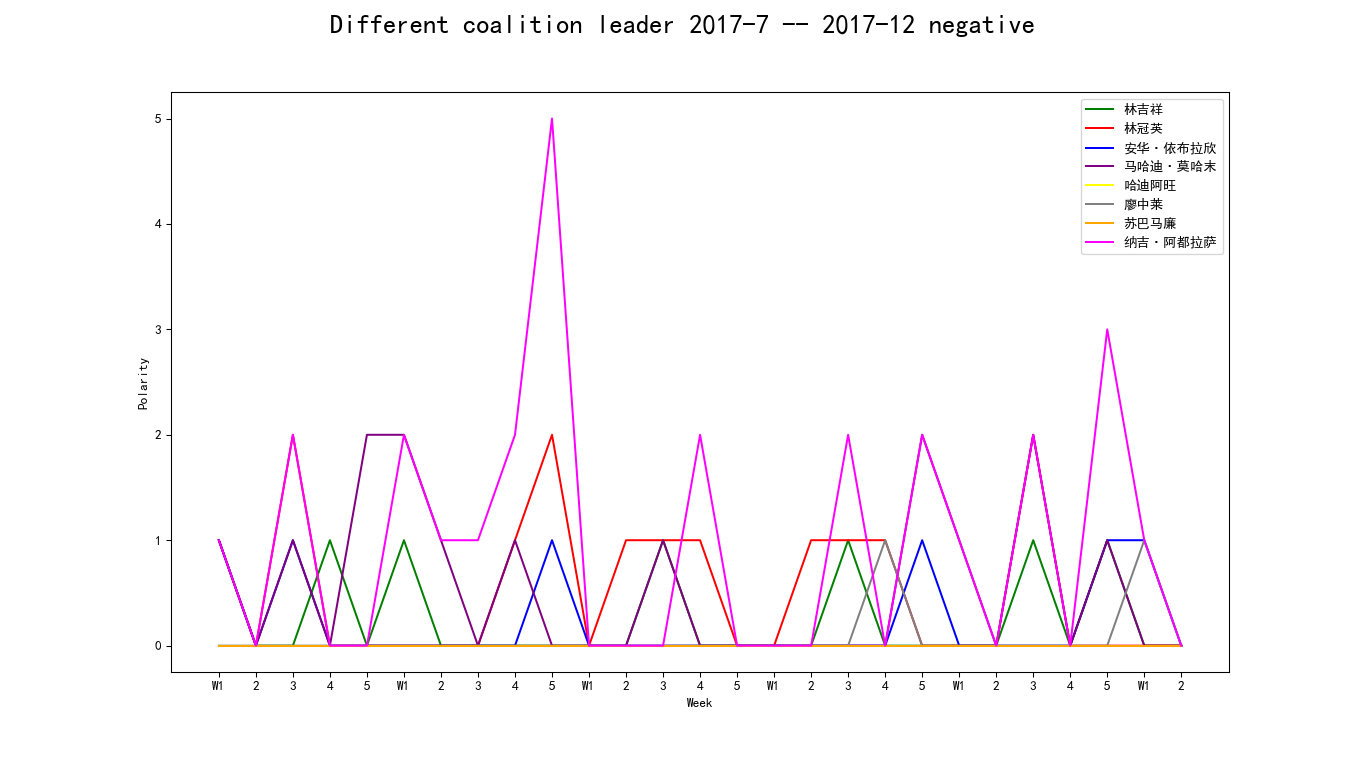 Different coalition leader 2017-7 -- 2017-12 negative
林吉祥
林冠英
安华·依布拉欣
马哈迪·莫哈末
哈迪阿旺
廖中莱
苏巴马廉
纳吉·阿都拉萨
5
4
3
2
1
0
Polarity
W1 2 3 4 5 W1 2 3 4 5 W1 2 3 4 5 W1 2 3 4 5 W1 2 3 4 5 W1 2
Week